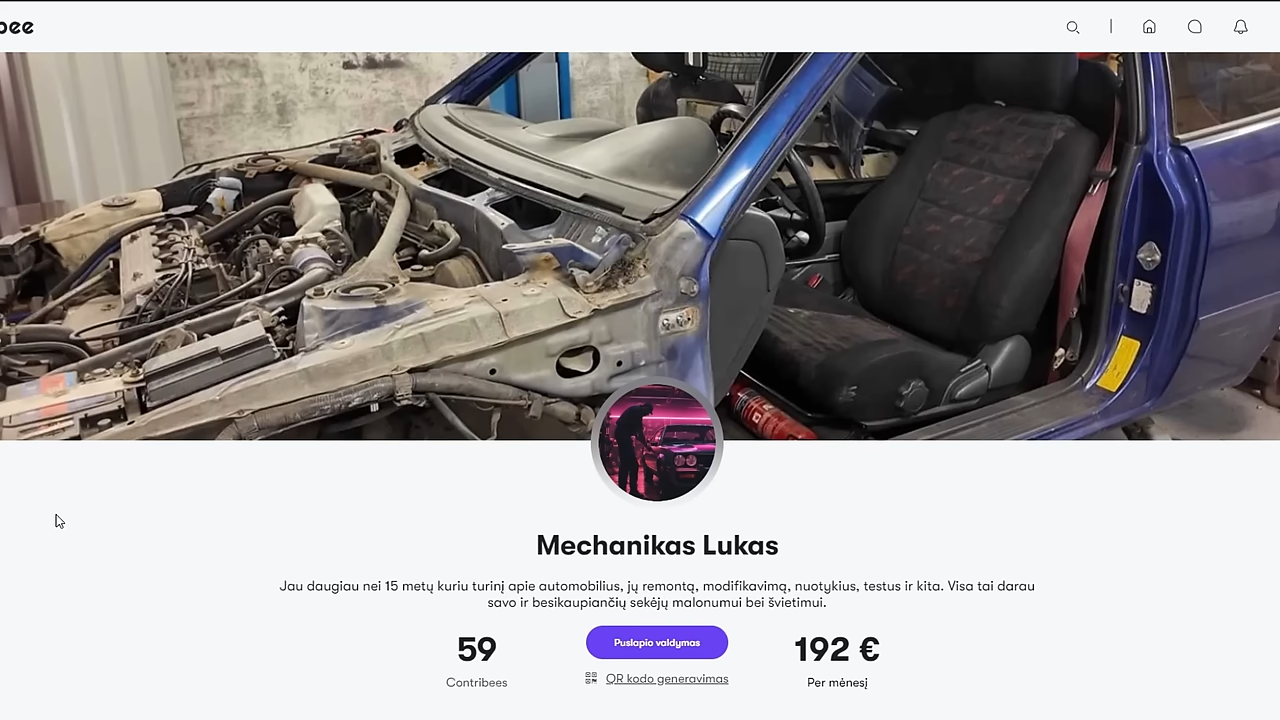 bee
Mechanikas Lukas
Jau daugiau nei 15 metų kuriu turinį apie automobilius, jų remontą, modifikavimą, nuotykius, testus ir kita. Visa tai darau
savo ir besikaupiančių sekėjų malonumui bei švietimui.
59
Contribees
Puslapio valdymas
QR kodo generavimas
192 €
Per mėnesį